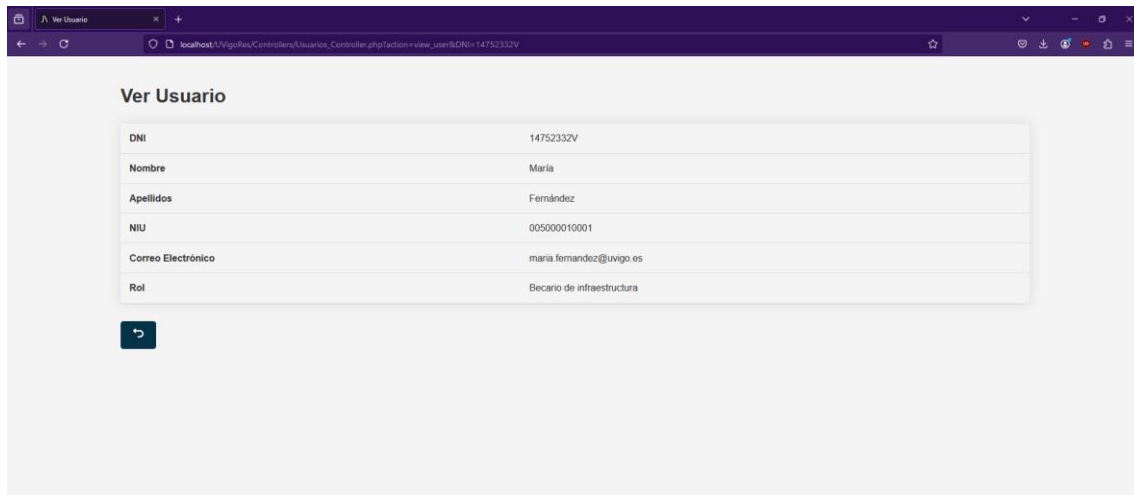 Ver Usuario
localhost/UVigoRes/Controllers/Usuarios_Controller.php?action=view_user&DNI=14752332V
Ver Usuario
DNI 14752332V
Nombre María
Apellidos Fernández
NIU 005000010001
Correo Electrónico maria.fernandez@uvigo.es
Rol Becario de infraestructura